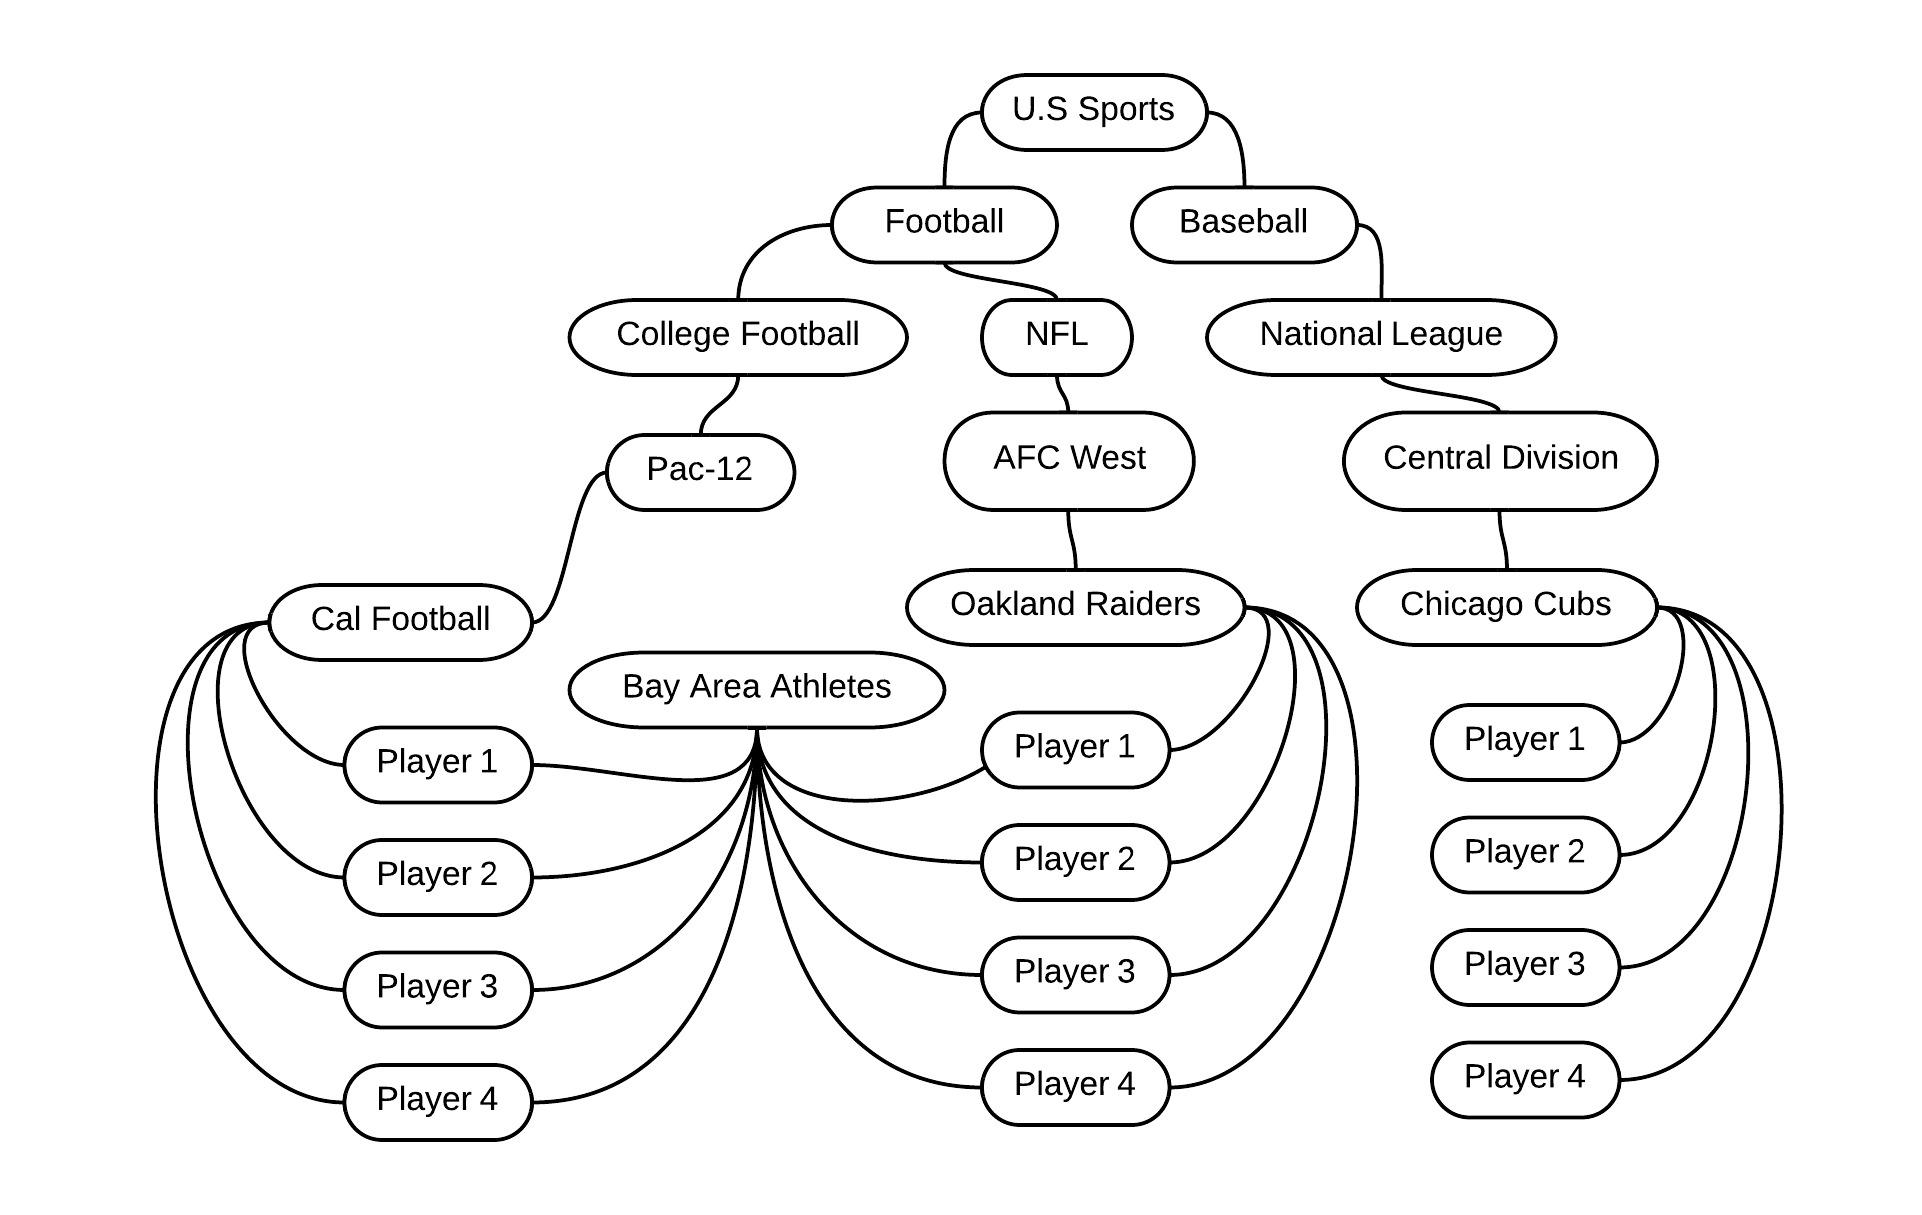 U.S Sports
Football
Baseball
College Football
NFL
National League
Pac-12
AFC West
Central Division
Cal Football
Oakland Raiders
Chicago Cubs
Bay Area Athletes
Player 1
Player 1
Player 1
Player 2
Player 2
Player 2
Player 3
Player 3
Player 3
Player 4
Player 4
Player 4